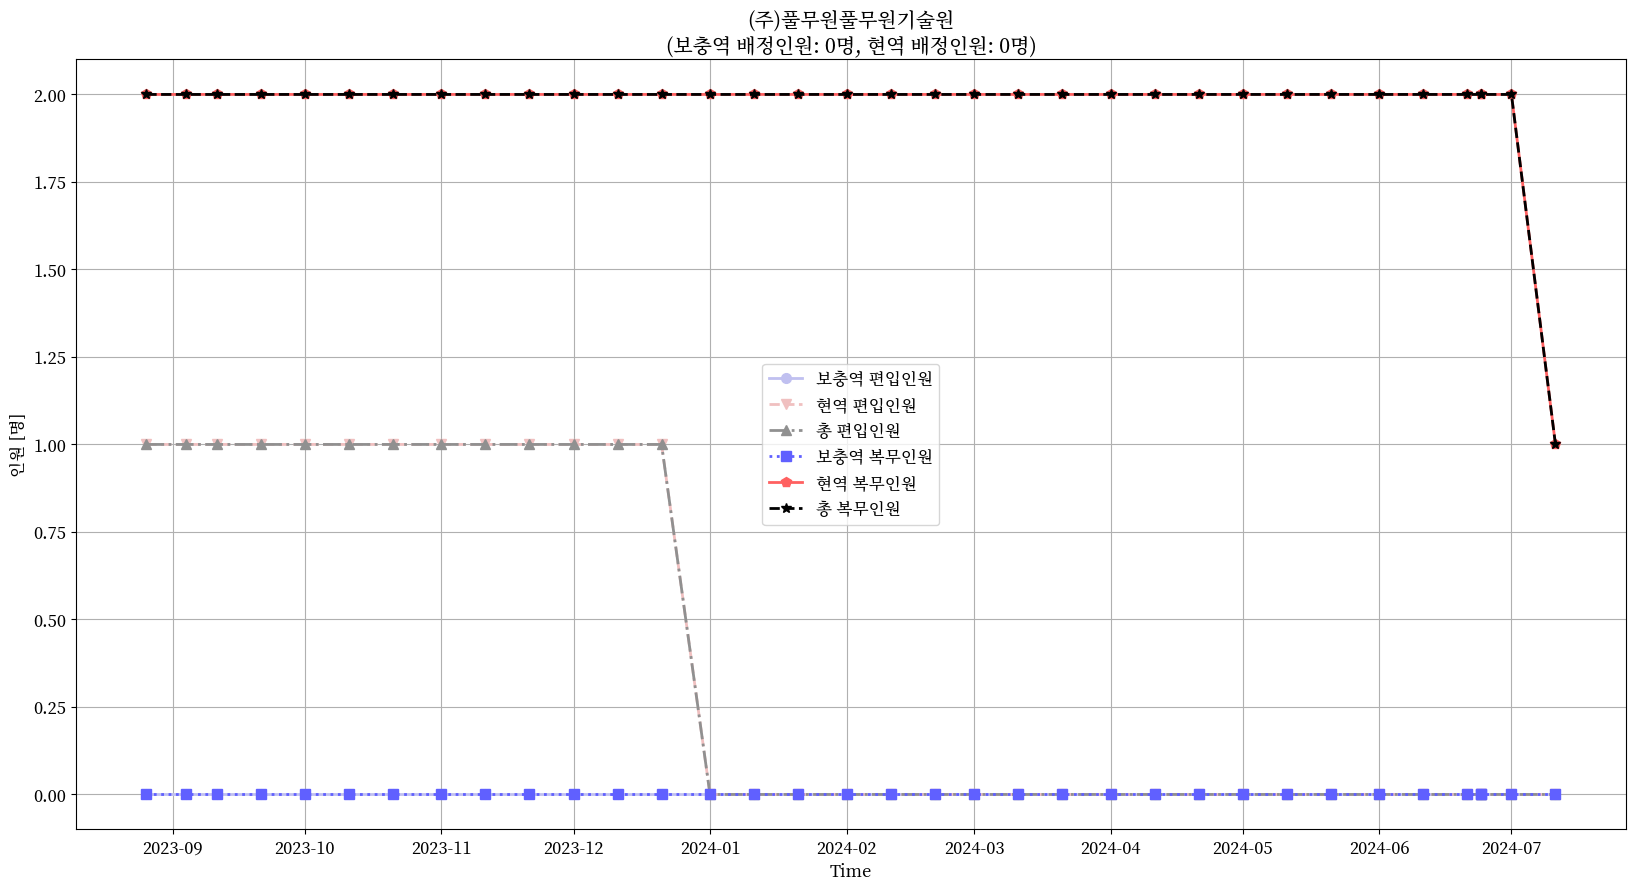 (주)풀무원풀무원기술원
(보충역 배정인원: 0명, 현역 배정인원: 0명)
인원 [명]
2.00
1.75
1.50
1.25
1.00
0.75
0.50
0.25
0.00
보충역 편입인원
현역 편입인원
총 편입인원
보충역 복무인원
현역 복무인원
총 복무인원
2023-09 2023-10 2023-11 2023-12 2024-01 2024-02 2024-03 2024-04 2024-05 2024-06 2024-07
Time